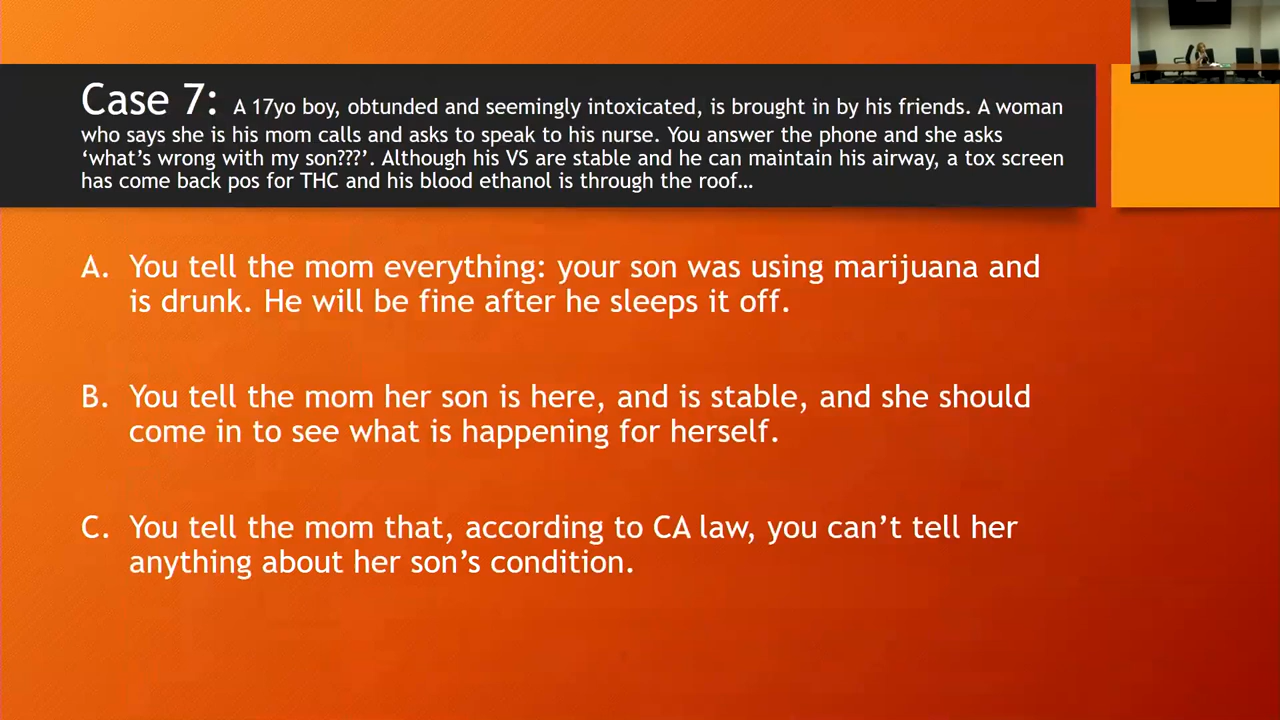 Case 7: A 17yo boy, obtunded and seemingly intoxicated, is brought in by his friends. A woman
who says she is his mom calls and asks to speak to his nurse. You answer the phone and she asks
‘what’s wrong with my son???’. Although his VS are stable and he can maintain his airway, a tox screen
has come back pos for THC and his blood ethanol is through the roof…
A. You tell the mom everything: your son was using marijuana and
is drunk. He will be fine after he sleeps it off.
B. You tell the mom her son is here, and is stable, and she should
come in to see what is happening for herself.
C. You tell the mom that, according to CA law, you can’t tell her
anything about her son’s condition.